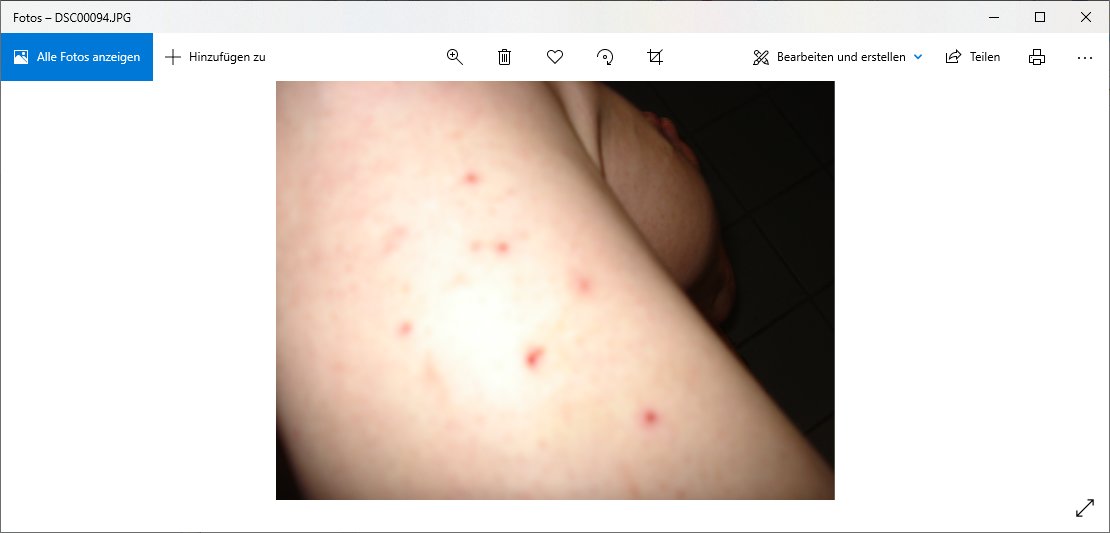 Fotos – DSC00094.JPG
Alle Fotos anzeigen Hinzufügen zu Bearbeiten und erstellen Teilen